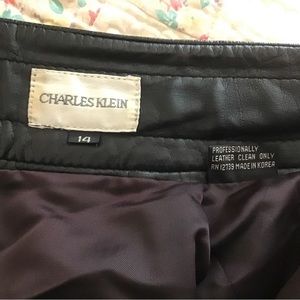 CHARLES KLEIN
14
PROFESSIONALLY
LEATHER CLEAN ONLY
RN 12739 MADE IN KOREA